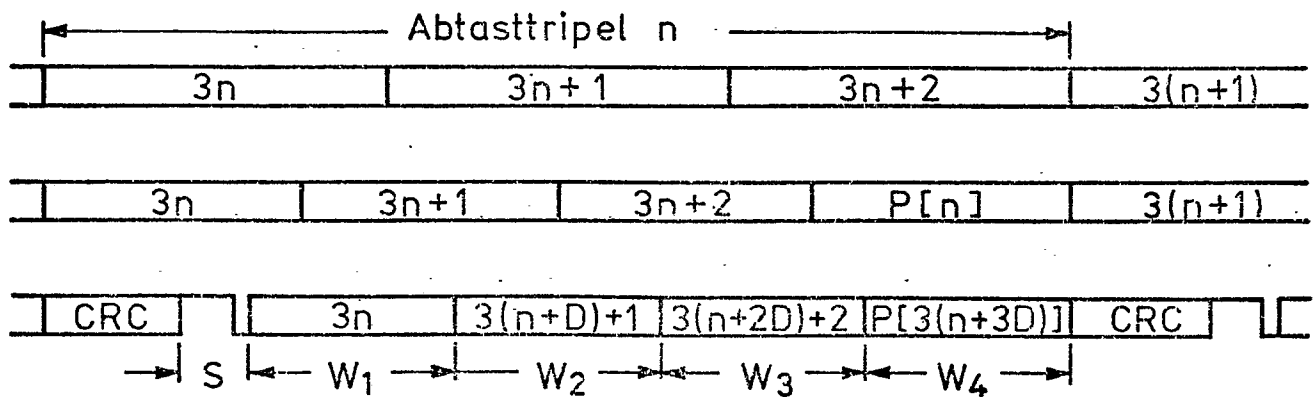 Abtasttripel n
3n 3n+1 3n+2 3(n+1)
3n 3n+1 3n+2 P[n] 3(n+1)
CRC 3n 3(n+D)+1 3(n+2D)+2 P[3(n+3D)] CRC
S W1 W2 W3 W4